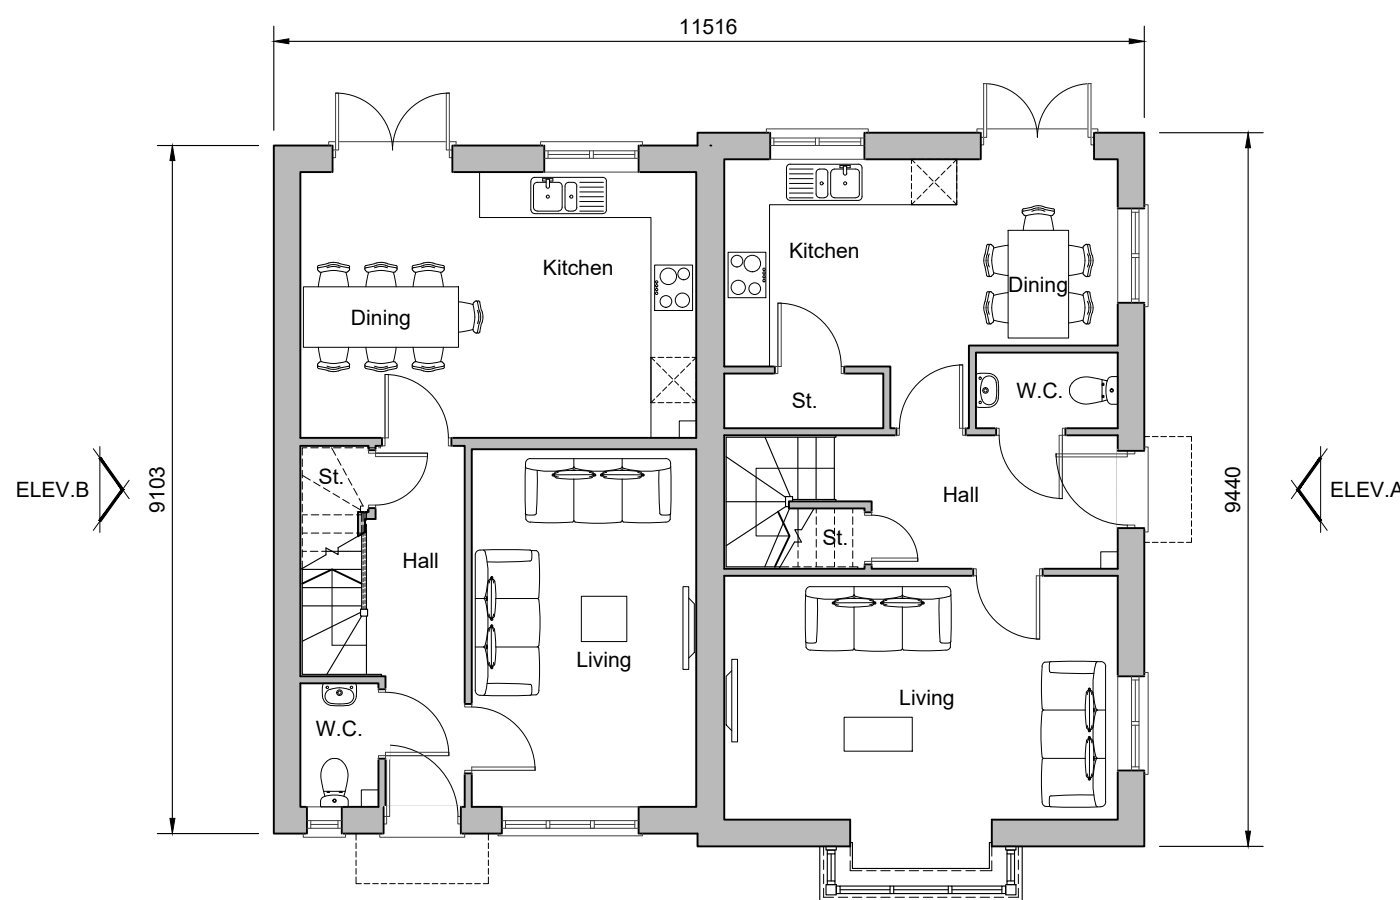 11516
Kitchen
Kitchen
Dining
Dining
W.C.
St.
St.
ELEV.B
9103
Hall
9440
ELEV.A
Hall
St.
Living
Living
W.C.